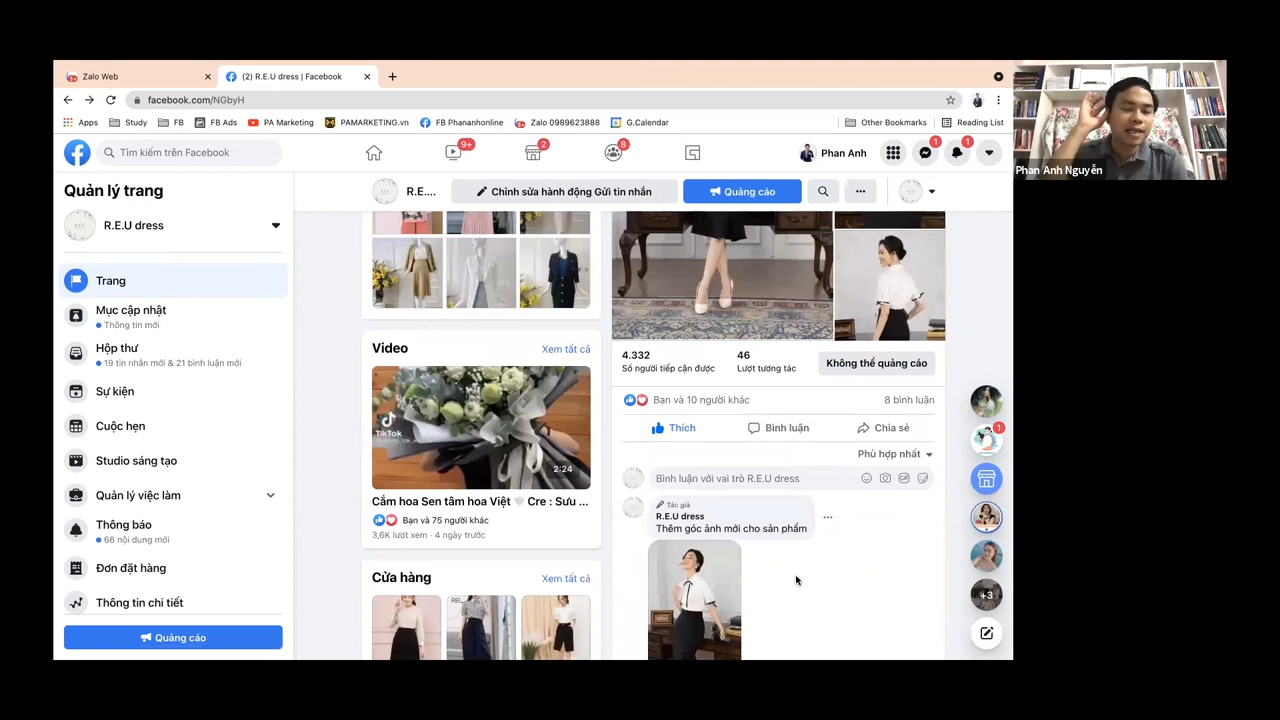 Zalo Web
(2) R.E.U dress | Facebook
facebook.com/NGbyH
Apps
Study
FB
FB Ads
PA Marketing
PAMARKETING.vn
FB Phananhonline
Zalo 0989623888
G.Calendar
Other Bookmarks
Reading List
Phan Anh Nguyễn
Tìm kiếm trên Facebook
9+
2
8
Phan Anh
1
1
Quản lý trang
R.E.U dress
Trang
Mục cập nhật
Thông tin mới
Hộp thư
19 tin nhắn mới & 21 bình luận mới
Sự kiện
Cuộc hẹn
Studio sáng tạo
Quản lý việc làm
Thông báo
66 nội dung mới
Đơn đặt hàng
Thông tin chi tiết
Quảng cáo
R.E....
Chỉnh sửa hành động Gửi tin nhắn
Quảng cáo
Video
Xem tất cả
TikTok
2:24
Cắm hoa Sen tâm hoa Việt 🤍 Cre : Sưu ...
Bạn và 75 người khác
3,6K lượt xem · 4 ngày trước
Cửa hàng
Xem tất cả
4.332
Số người tiếp cận được
46
Lượt tương tác
Không thể quảng cáo
Bạn và 10 người khác
8 bình luận
Thích
Bình luận
Chia sẻ
Phù hợp nhất
Bình luận với vai trò R.E.U dress
Tác giả
R.E.U dress
Thêm góc ảnh mới cho sản phẩm
1
+3